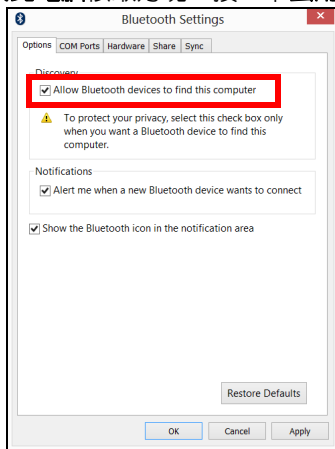 Bluetooth Settings
Options COM Ports Hardware Share Sync
Discovery
Allow Bluetooth devices to find this computer
To protect your privacy, select this check box only
when you want a Bluetooth device to find this
computer.
Notifications
Alert me when a new Bluetooth device wants to connect
Show the Bluetooth icon in the notification area
Restore Defaults
OK Cancel Apply